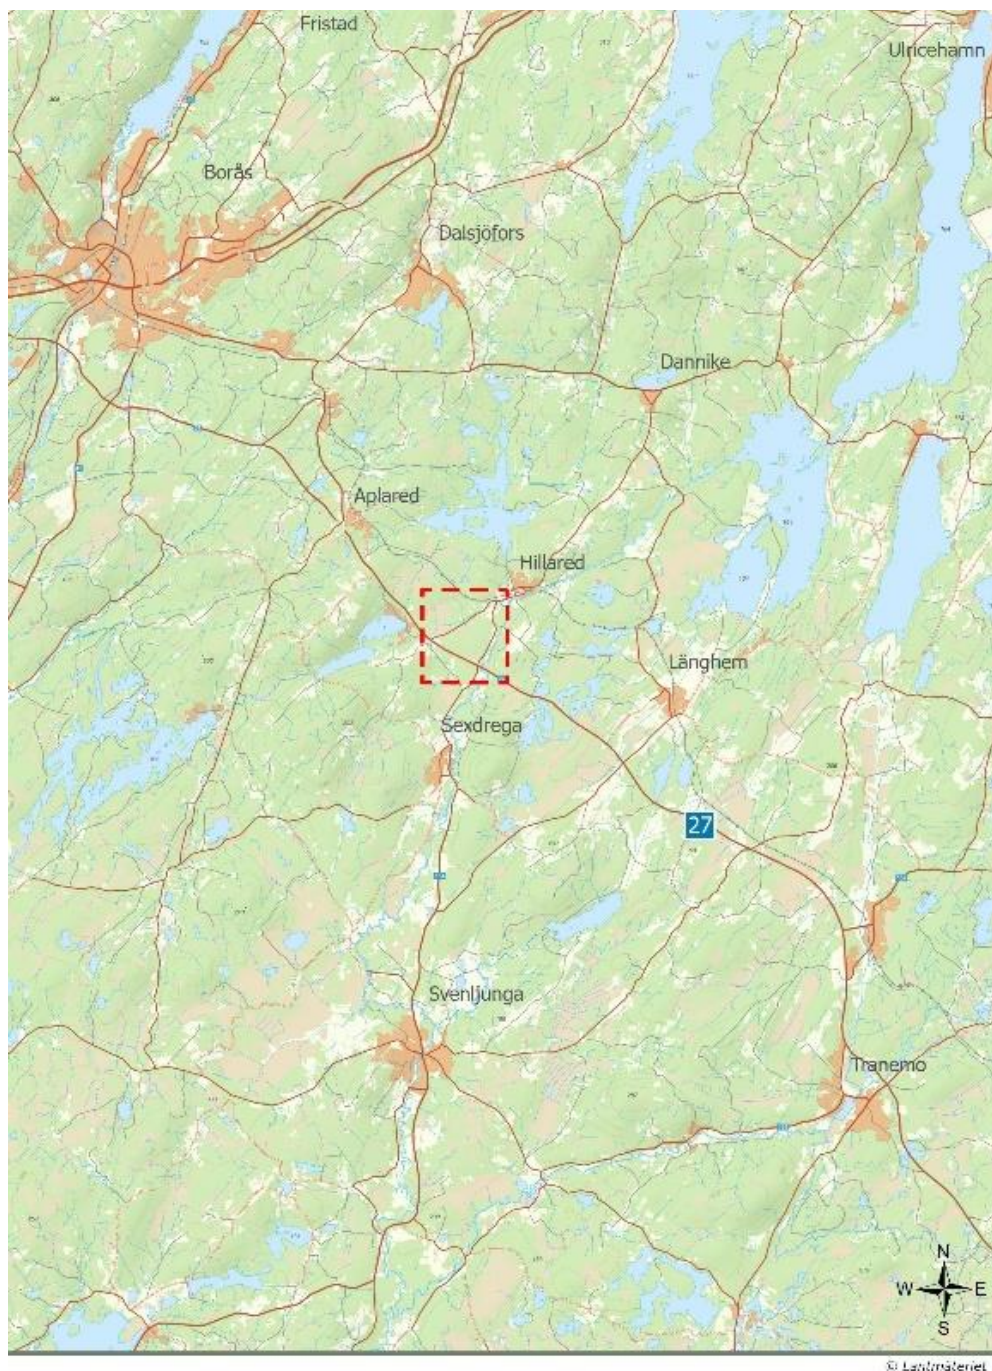 Fristad
Ulricehamn
Borås
Dalsjöfors
Dannike
Aplared
Hillared
Länghem
Sexdrega
27
Svenljunga
Tranemo
N
W E
S
© Lantmäteriet